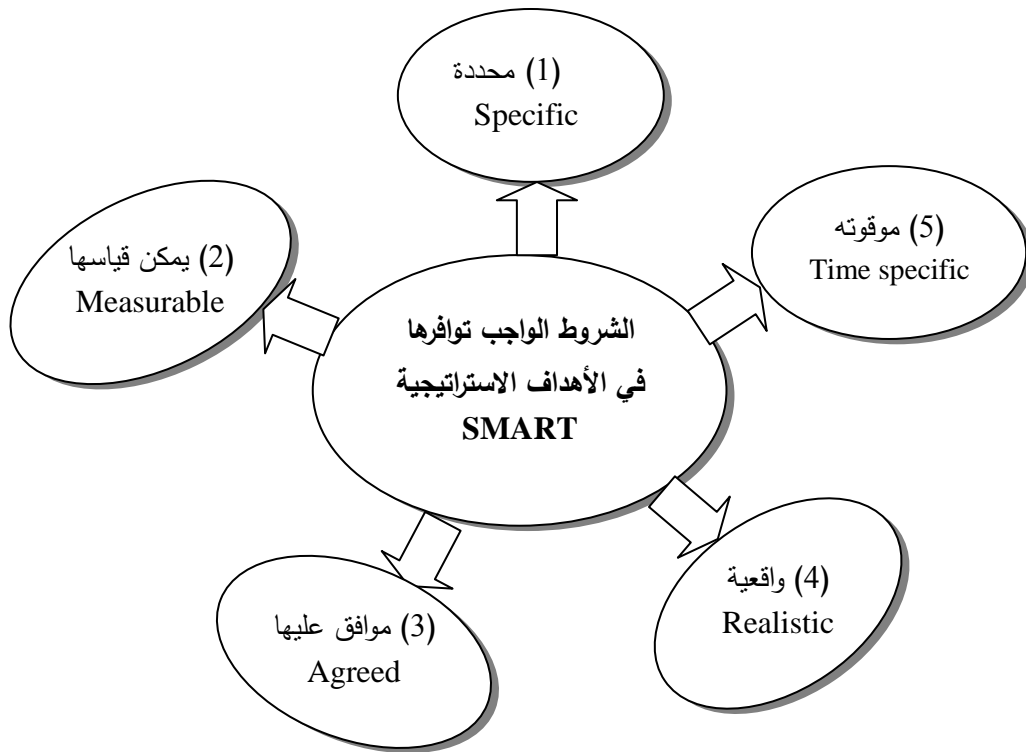 (1) محددة
Specific
(2) يمكن قياسها
Measurable
(5) موقوته
Time specific
الشروط الواجب توافرها
في الأهداف الاستراتيجية
SMART
(3) موافق عليها
Agreed
(4) واقعية
Realistic